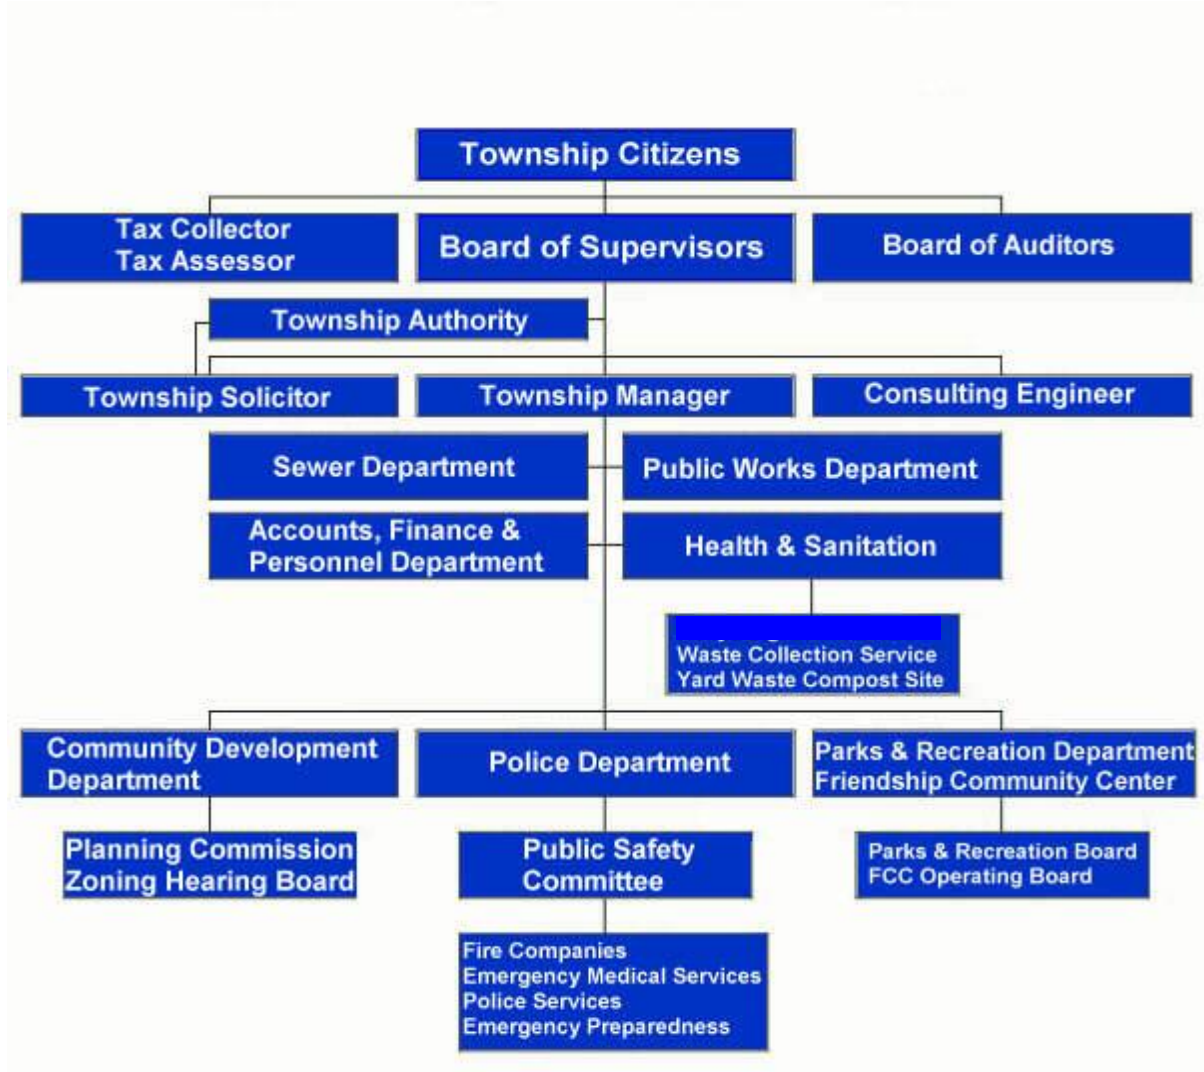 Township Citizens
Tax Collector
Tax Assessor
Board of Supervisors
Board of Auditors
Township Authority
Township Solicitor
Township Manager
Consulting Engineer
Sewer Department
Public Works Department
Accounts, Finance &
Personnel Department
Health & Sanitation
Waste Collection Service
Yard Waste Compost Site
Community Development
Department
Police Department
Parks & Recreation Department
Friendship Community Center
Planning Commission
Zoning Hearing Board
Public Safety
Committee
Parks & Recreation Board
FCC Operating Board
Fire Companies
Emergency Medical Services
Police Services
Emergency Preparedness